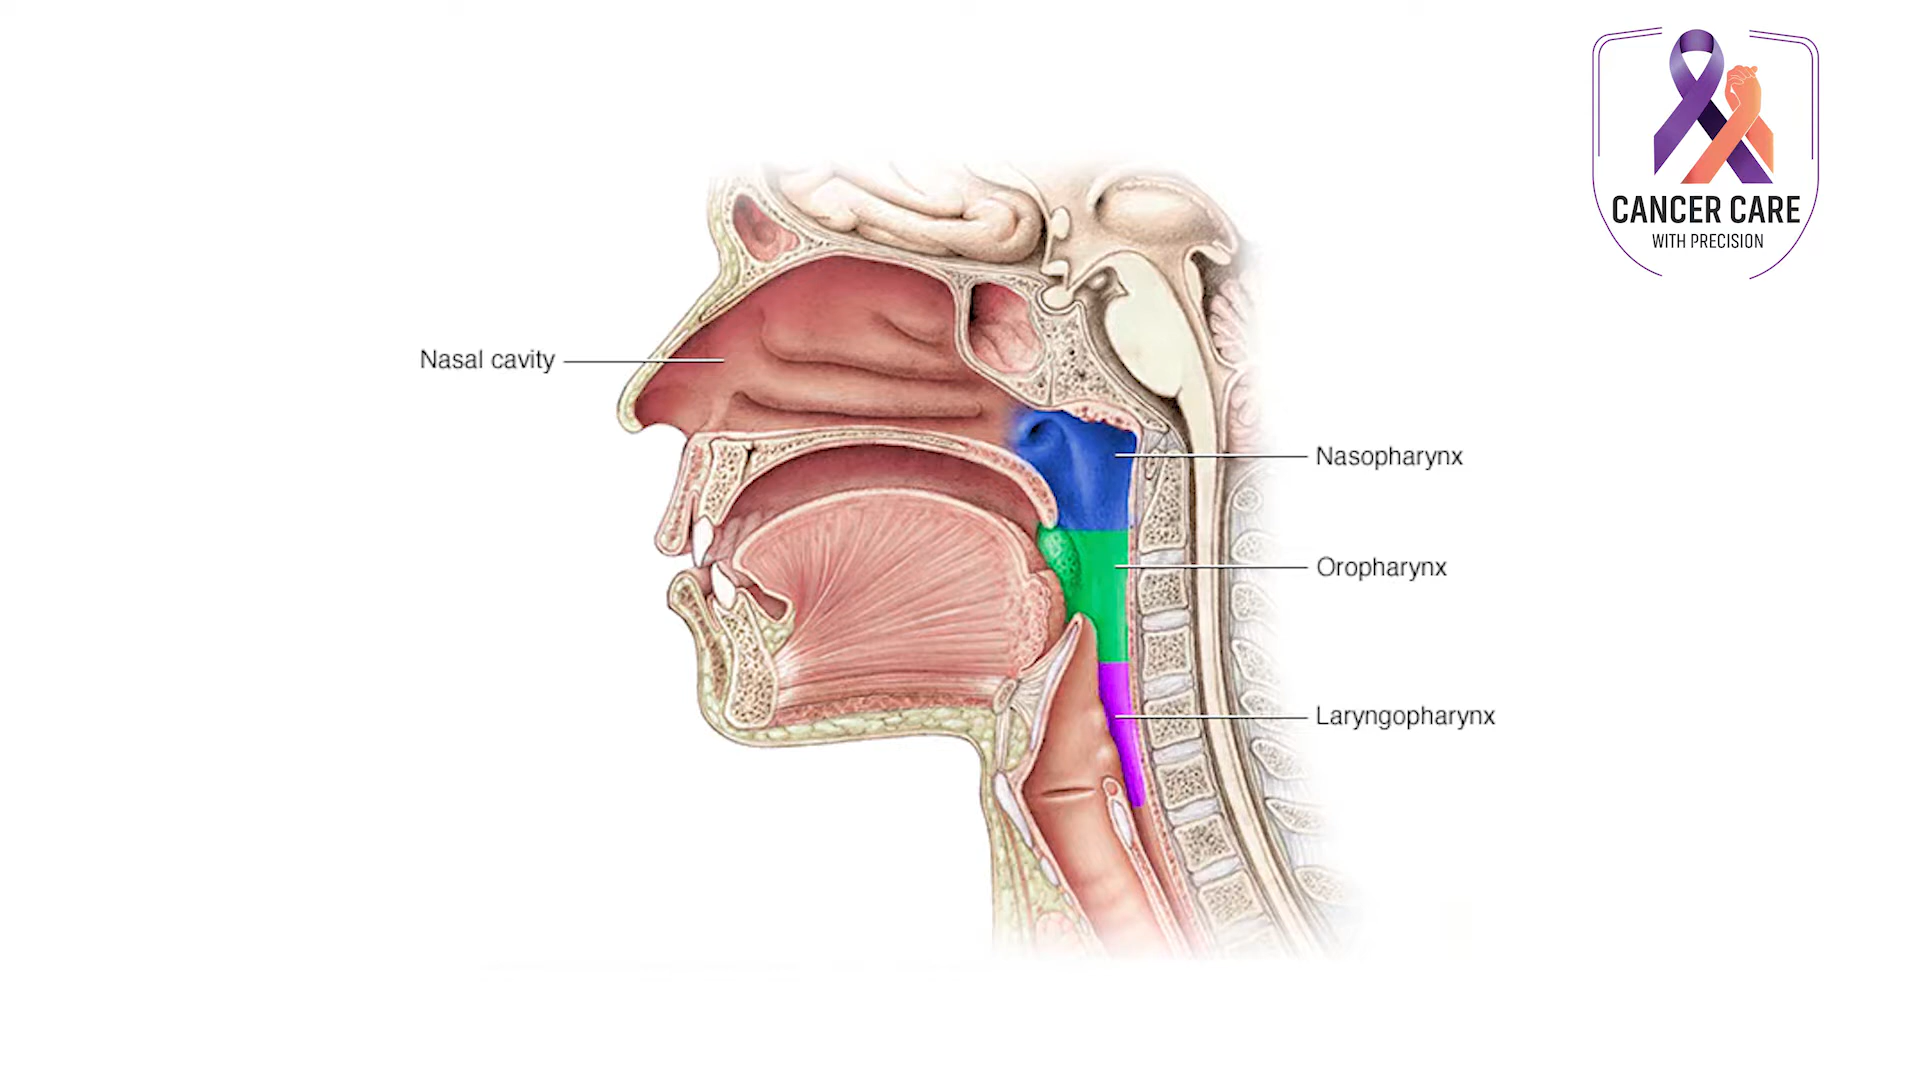 CANCER CARE
WITH PRECISION
Nasal cavity
Nasopharynx
Oropharynx
Laryngopharynx